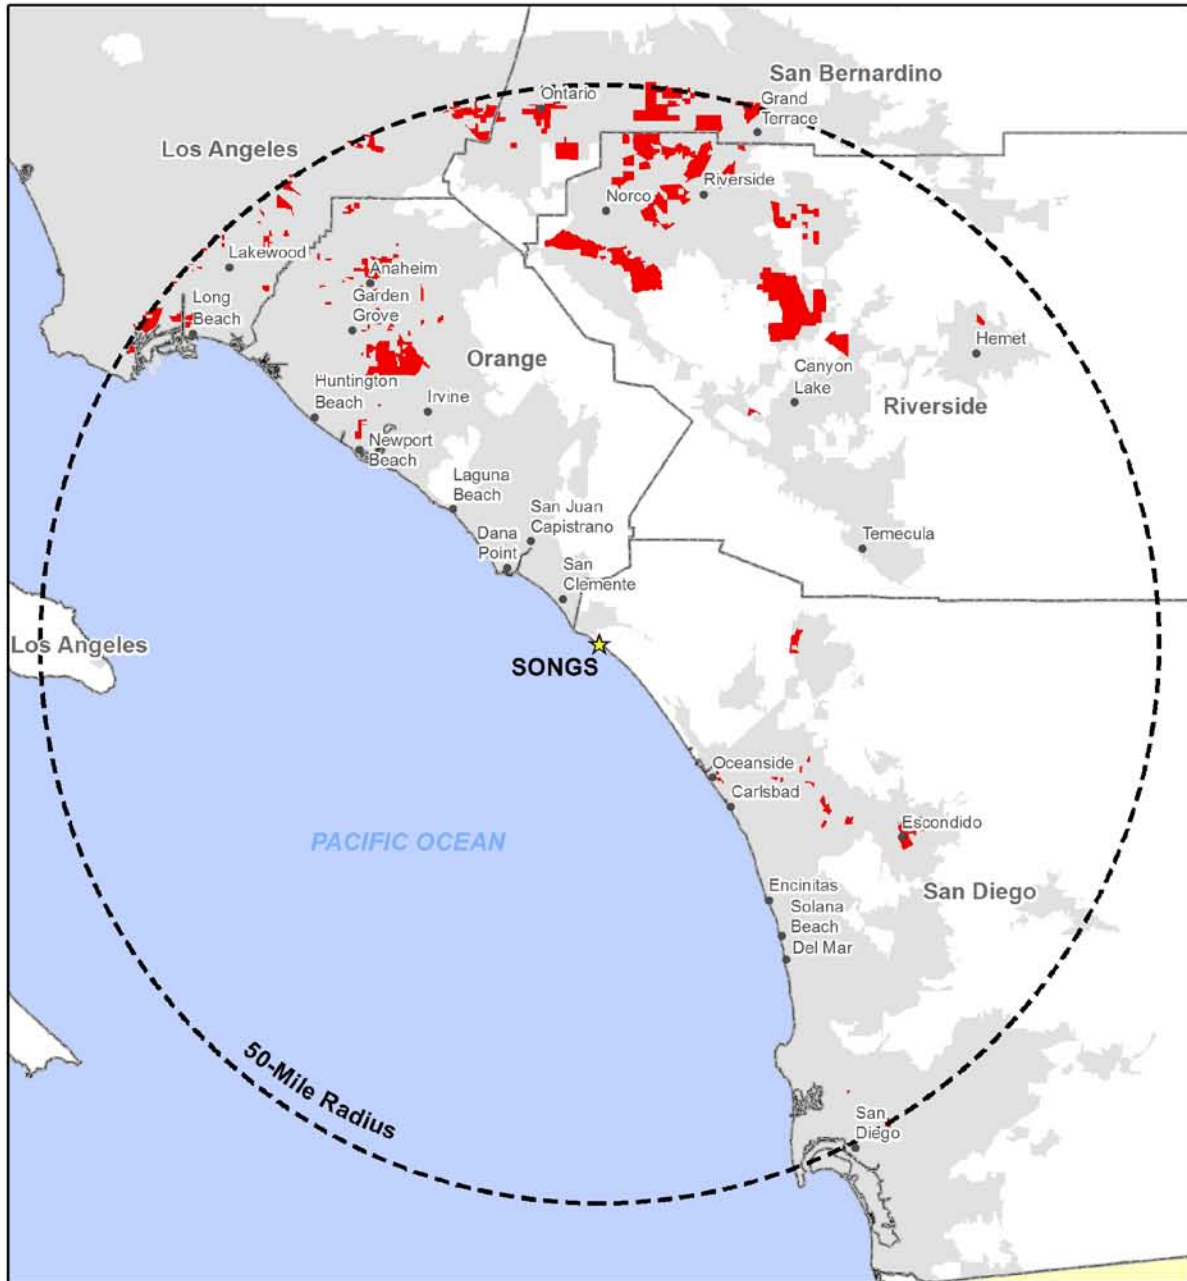 San Bernardino
Ontario
Grand
Terrace
Los Angeles
Riverside
Norco
Lakewood
Anaheim
Long
Beach
Garden
Grove
Hemet
Orange
Canyon
Lake
Huntington
Beach
Irvine
Riverside
Newport
Beach
Laguna
Beach
San Juan
Capistrano
Dana
Point
Temecula
San
Clemente
Los Angeles
SONGS
Oceanside
Carlsbad
Escondido
PACIFIC OCEAN
San Diego
Encinitas
Solana
Beach
Del Mar
50-Mile Radius
San
Diego